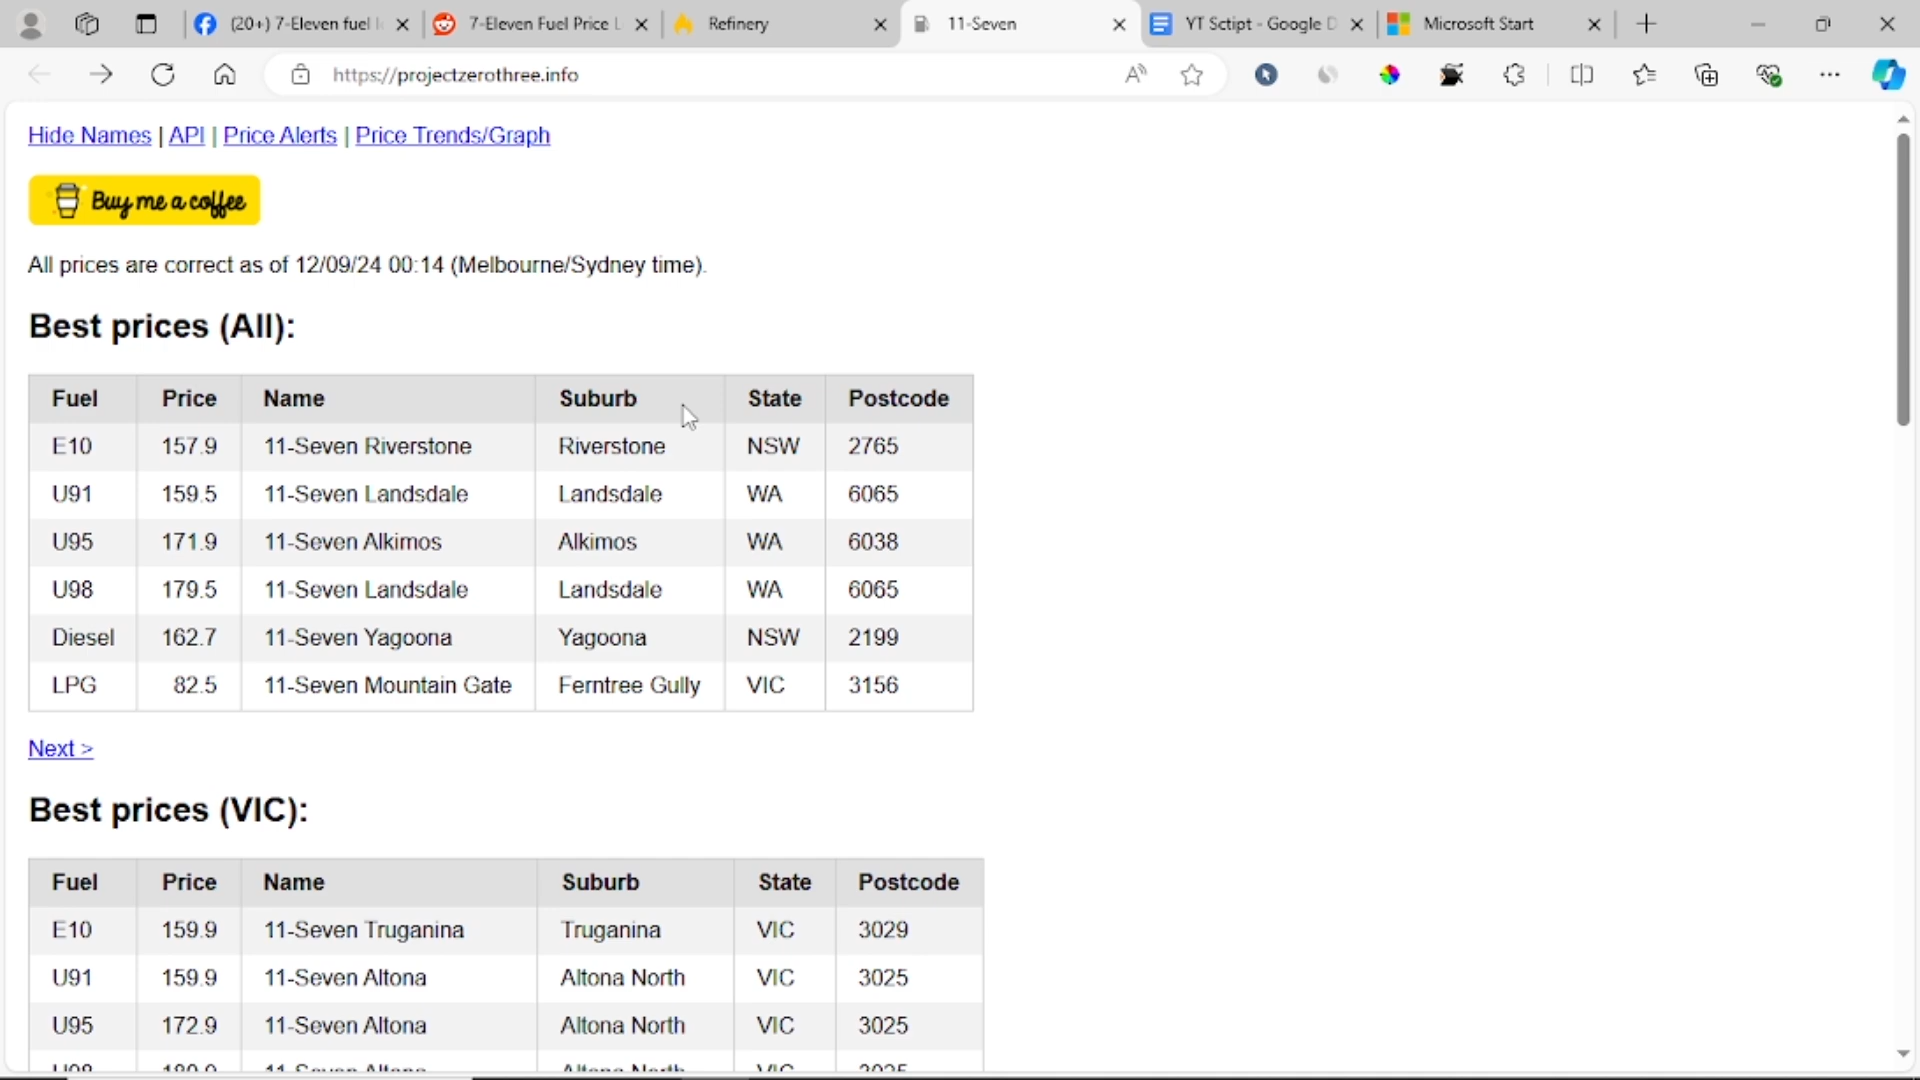 (20+) 7-Eleven fuel
7-Eleven Fuel Price
Refinery
11-Seven
YT Sctipt - Google
Microsoft Start
https://projectzerothree.info
Hide Names | API | Price Alerts | Price Trends/Graph
Buy me a coffee
All prices are correct as of 12/09/24 00:14 (Melbourne/Sydney time).
Best prices (All):
Fuel Price Name Suburb State Postcode
E10 157.9 11-Seven Riverstone Riverstone NSW 2765
U91 159.5 11-Seven Landsdale Landsdale WA 6065
U95 171.9 11-Seven Alkimos Alkimos WA 6038
U98 179.5 11-Seven Landsdale Landsdale WA 6065
Diesel 162.7 11-Seven Yagoona Yagoona NSW 2199
LPG 82.5 11-Seven Mountain Gate Ferntree Gully VIC 3156
Next >
Best prices (VIC):
Fuel Price Name Suburb State Postcode
E10 159.9 11-Seven Truganina Truganina VIC 3029
U91 159.9 11-Seven Altona Altona North VIC 3025
U95 172.9 11-Seven Altona Altona North VIC 3025